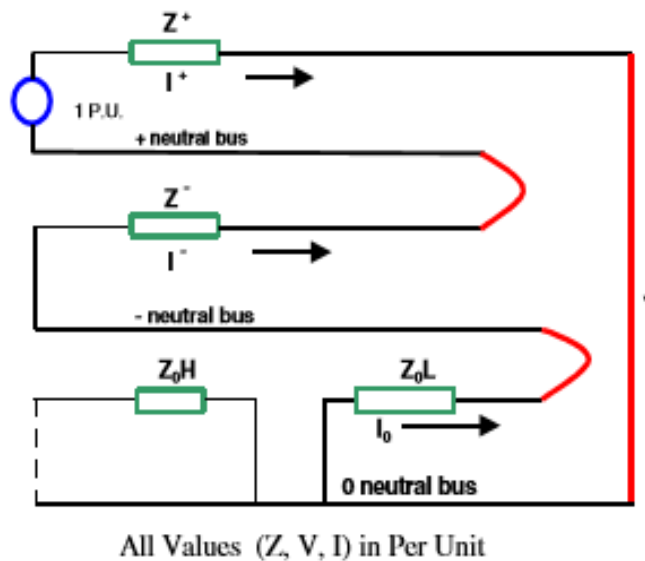 Z⁺
I⁺
1 P.U.
+ neutral bus
Z⁻
I⁻
- neutral bus
Z₀H
Z₀L
I₀
0 neutral bus
All Values (Z, V, I) in Per Unit